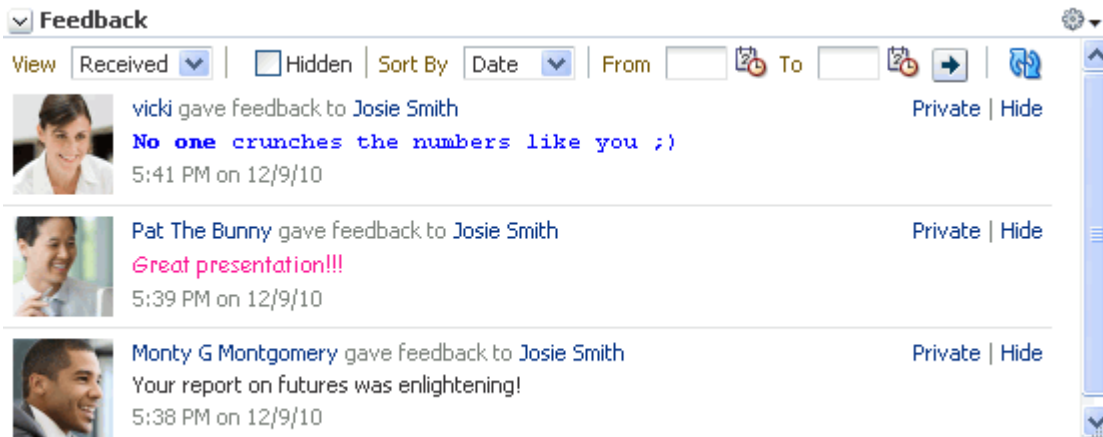 Feedback
View Received Hidden Sort By Date From To
vicki gave feedback to Josie Smith Private | Hide
No one crunches the numbers like you ;)
5:41 PM on 12/9/10
Pat The Bunny gave feedback to Josie Smith Private | Hide
Great presentation!!!
5:39 PM on 12/9/10
Monty G Montgomery gave feedback to Josie Smith Private | Hide
Your report on futures was enlightening!
5:38 PM on 12/9/10